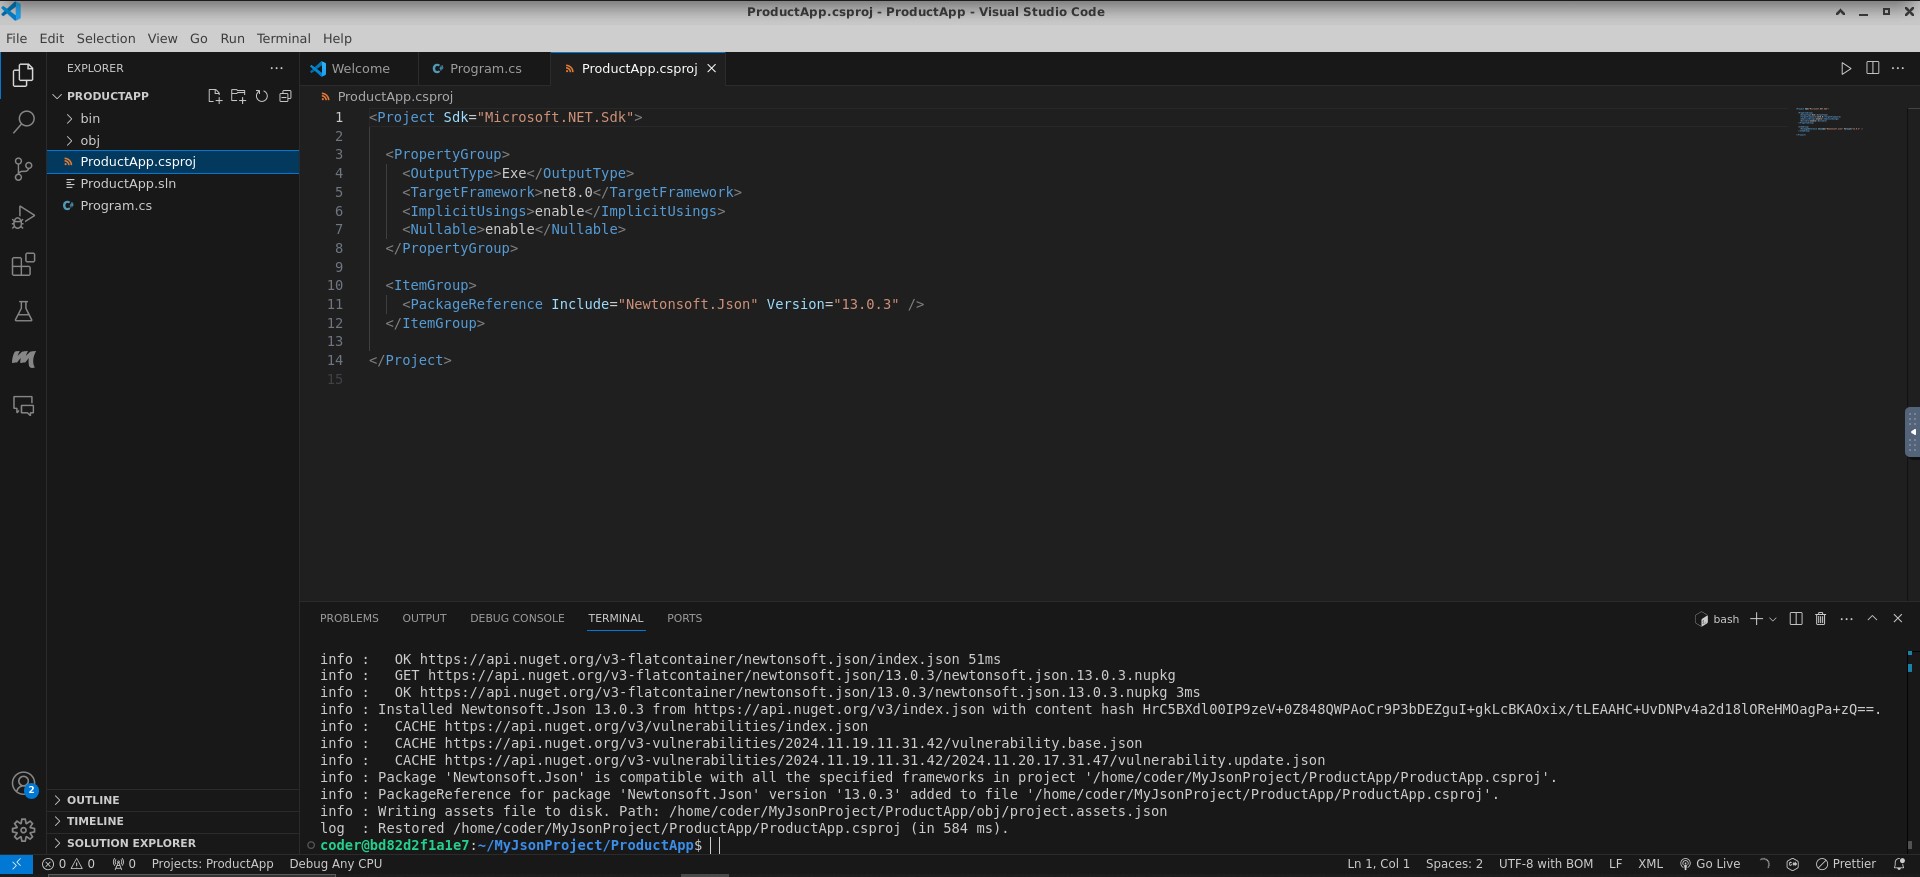 ProductApp.csproj - ProductApp - Visual Studio Code
File Edit Selection View Go Run Terminal Help
EXPLORER
PRODUCTAPP
bin
obj
ProductApp.csproj
ProductApp.sln
Program.cs
OUTLINE
TIMELINE
SOLUTION EXPLORER
2
Welcome Program.cs ProductApp.csproj
ProductApp.csproj
1 <Project Sdk="Microsoft.NET.Sdk">
2
3 <PropertyGroup>
4 <OutputType>Exe</OutputType>
5 <TargetFramework>net8.0</TargetFramework>
6 <ImplicitUsings>enable</ImplicitUsings>
7 <Nullable>enable</Nullable>
8 </PropertyGroup>
9
10 <ItemGroup>
11 <PackageReference Include="Newtonsoft.Json" Version="13.0.3" />
12 </ItemGroup>
13
14 </Project>
15
PROBLEMS OUTPUT DEBUG CONSOLE TERMINAL PORTS bash
info :   OK https://api.nuget.org/v3-flatcontainer/newtonsoft.json/index.json 51ms
info :   GET https://api.nuget.org/v3-flatcontainer/newtonsoft.json/13.0.3/newtonsoft.json.13.0.3.nupkg
info :   OK https://api.nuget.org/v3-flatcontainer/newtonsoft.json/13.0.3/newtonsoft.json.13.0.3.nupkg 3ms
info : Installed Newtonsoft.Json 13.0.3 from https://api.nuget.org/v3/index.json with content hash HrC5BXdl00IP9zeV+0Z848QWPAoCr9P3bDEZguI+gkLcBKAOxix/tLEAAHC+UvDNPv4a2d18lOReHMOagPa+zQ==.
info :   CACHE https://api.nuget.org/v3/vulnerabilities/index.json
info :   CACHE https://api.nuget.org/v3-vulnerabilities/2024.11.19.11.31.42/vulnerability.base.json
info :   CACHE https://api.nuget.org/v3-vulnerabilities/2024.11.19.11.31.42/2024.11.20.17.31.47/vulnerability.update.json
info : Package 'Newtonsoft.Json' is compatible with all the specified frameworks in project '/home/coder/MyJsonProject/ProductApp/ProductApp.csproj'.
info : PackageReference for package 'Newtonsoft.Json' version '13.0.3' added to file '/home/coder/MyJsonProject/ProductApp/ProductApp.csproj'.
info : Writing assets file to disk. Path: /home/coder/MyJsonProject/ProductApp/obj/project.assets.json
log  : Restored /home/coder/MyJsonProject/ProductApp/ProductApp.csproj (in 584 ms).
coder@bd82d2f1a1e7:~/MyJsonProject/ProductApp$
0 0 0 Projects: ProductApp Debug Any CPU Ln 1, Col 1 Spaces: 2 UTF-8 with BOM LF XML Go Live Prettier